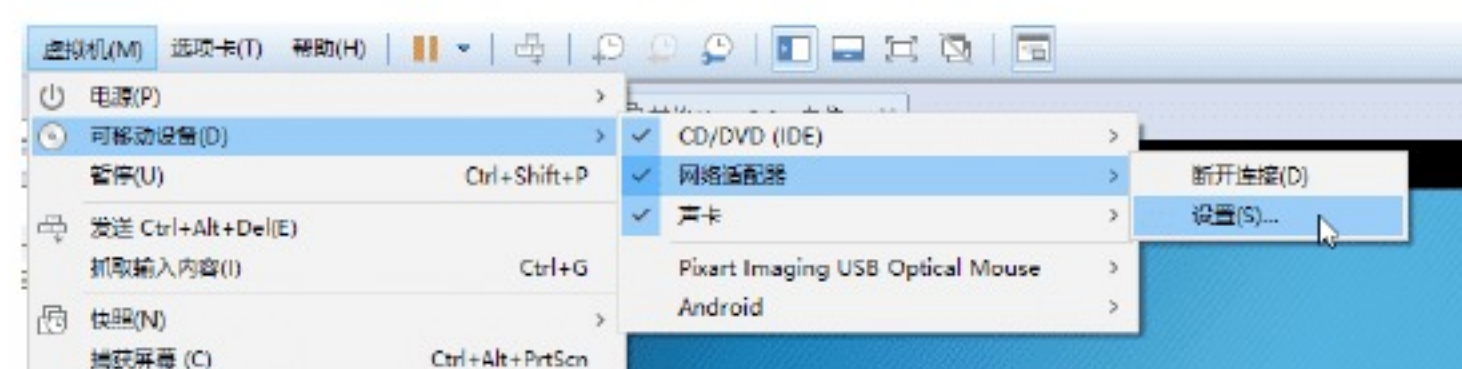 虚拟机(M) 选项卡(T) 帮助(H)
电源(P)
可移动设备(D)
CD/DVD (IDE)
暂停(U) Ctrl+Shift+P
网络适配器
断开连接(D)
发送 Ctrl+Alt+Del(E)
声卡
设置(S)...
抓取输入内容(I) Ctrl+G
Pixart Imaging USB Optical Mouse
快照(N)
Android
捕获屏幕 (C) Ctrl+Alt+PrtScn